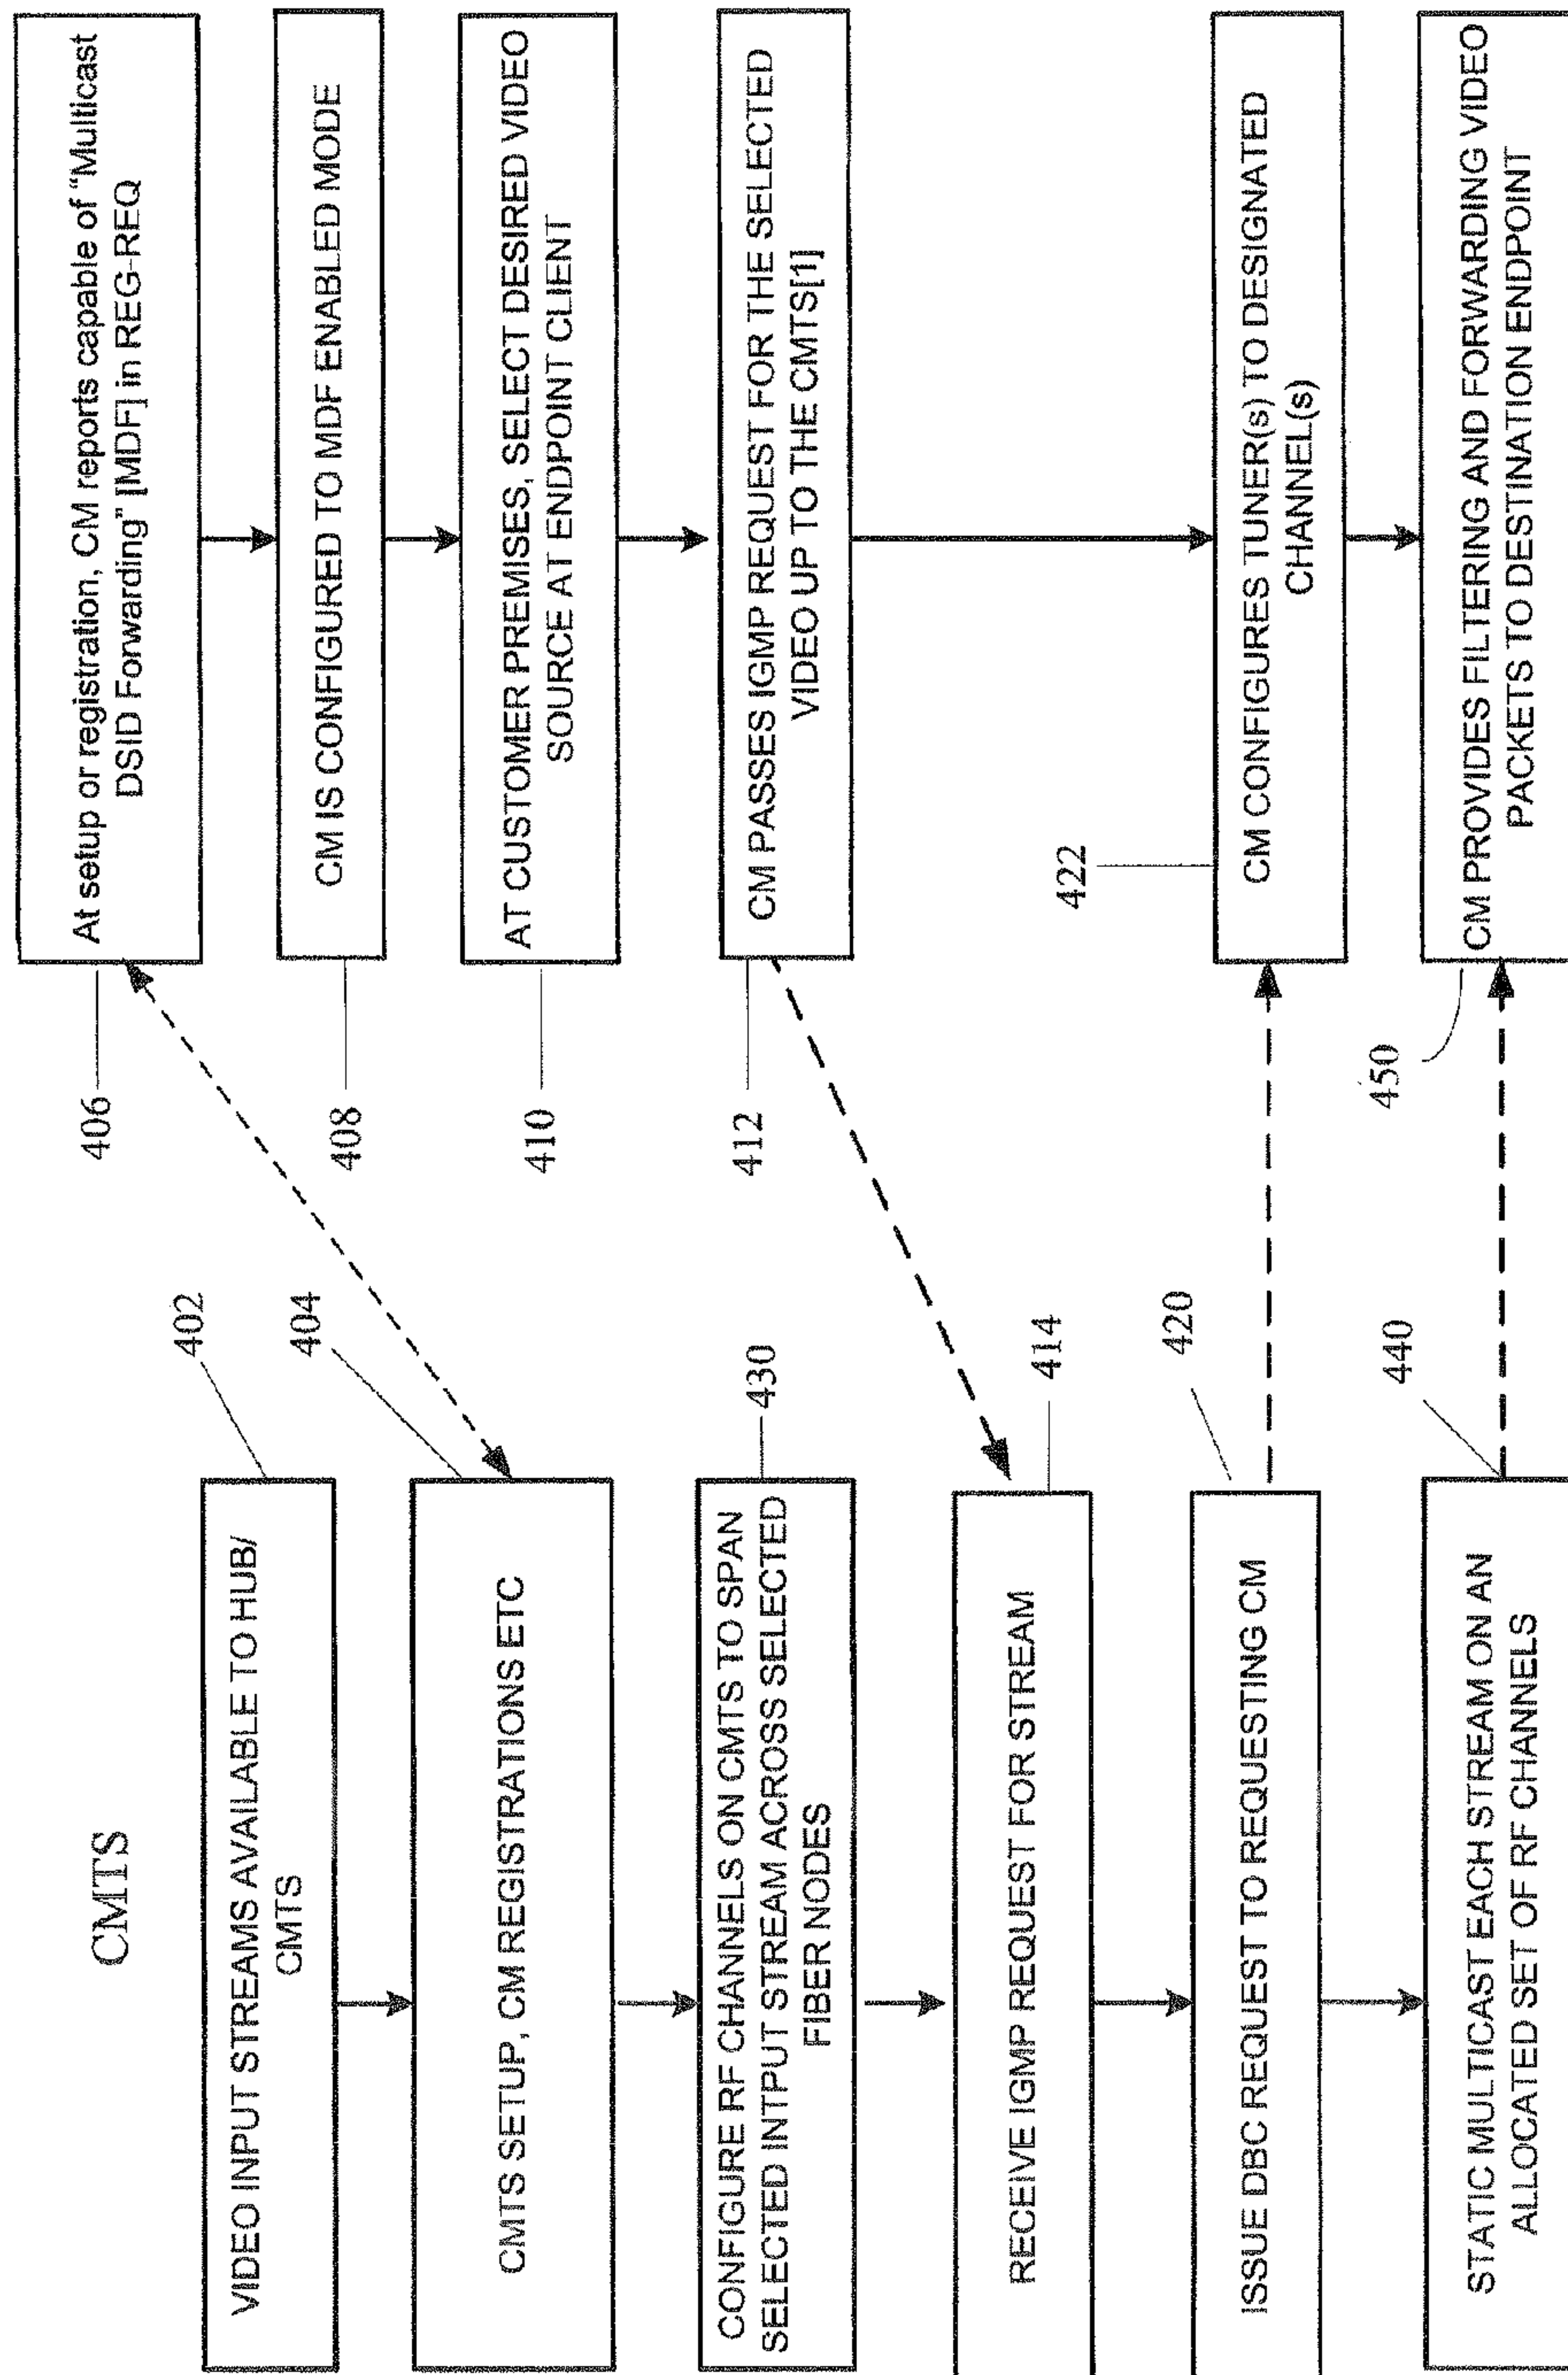 CMTS
VIDEO INPUT STREAMS AVAILABLE TO HUB/
CMTS
402
CMTS SETUP, CM REGISTRATIONS ETC
404
CONFIGURE RF CHANNELS ON CMTS TO SPAN
SELECTED INTPUT STREAM ACROSS SELECTED
FIBER NODES
430
RECEIVE IGMP REQUEST FOR STREAM
414
ISSUE DBC REQUEST TO REQUESTING CM
420
STATIC MULTICAST EACH STREAM ON AN
ALLOCATED SET OF RF CHANNELS
440
406
At setup or registration, CM reports capable of "Multicast
DSID Forwarding" [MDF] in REG-REQ
408
CM IS CONFIGURED TO MDF ENABLED MODE
410
AT CUSTOMER PREMISES, SELECT DESIRED VIDEO
SOURCE AT ENDPOINT CLIENT
412
CM PASSES IGMP REQUEST FOR THE SELECTED
VIDEO UP TO THE CMTS[1]
422
CM CONFIGURES TUNER(s) TO DESIGNATED
CHANNEL(s)
450
CM PROVIDES FILTERING AND FORWARDING VIDEO
PACKETS TO DESTINATION ENDPOINT